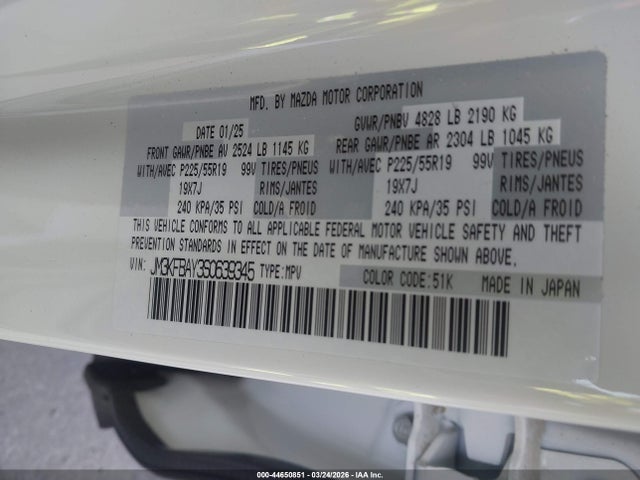 MFD. BY MAZDA MOTOR CORPORATION
DATE 01/25 GVWR/PNBV 4828 LB 2190 KG
FRONT GAWR/PNBE AV 2524 LB 1145 KG REAR GAWR/PNBE AR 2304 LB 1045 KG
WITH/AVEC P225/55R19 99V TIRES/PNEUS WITH/AVEC P225/55R19 99V TIRES/PNEUS
19X7J RIMS/JANTES 19X7J RIMS/JANTES
240 KPA/35 PSI COLD/A FROID 240 KPA/35 PSI COLD/A FROID
THIS VEHICLE CONFORMS TO ALL APPLICABLE FEDERAL MOTOR VEHICLE SAFETY AND THEFT
PREVENTION STANDARDS IN EFFECT ON THE DATE OF MANUFACTURE SHOWN ABOVE.
VIN: JM3KFBAY3S0639345 TYPE:MPV COLOR CODE:51K MADE IN JAPAN
000-44650851 | 03/24/2026 | IAA Inc.